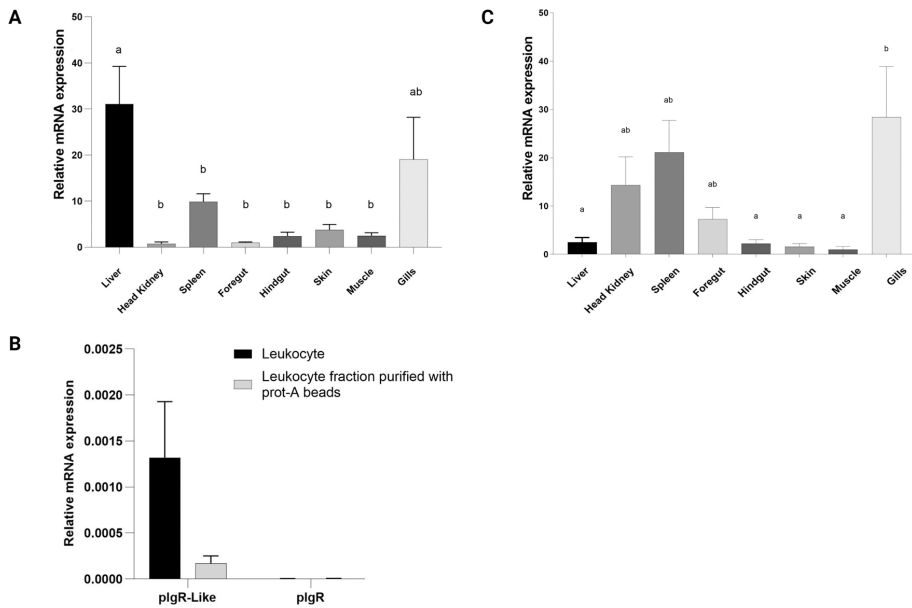 A
Relative mRNA expression
50
40
30
20
10
0
a
b
b
b
b
b
b
ab
Liver
Head Kidney
Spleen
Foregut
Hindgut
Skin
Muscle
Gills
C
Relative mRNA expression
50
40
30
20
10
0
a
ab
ab
ab
a
a
a
b
Liver
Head Kidney
Spleen
Foregut
Hindgut
Skin
Muscle
Gills
B
Relative mRNA expression
0.0025
0.0020
0.0015
0.0010
0.0005
0.0000
Leukocyte
Leukocyte fraction purified with
prot-A beads
pIgR-Like
pIgR